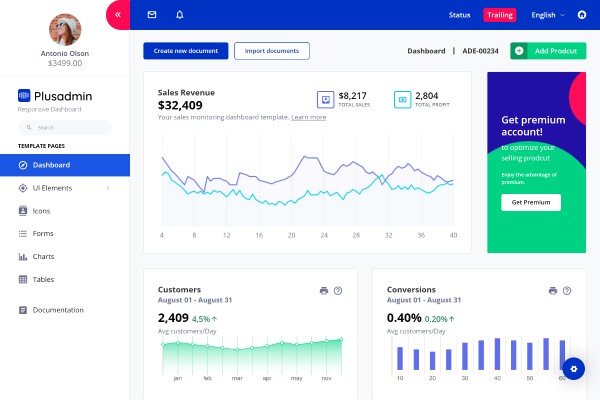 «
Status
Trailing
English
Antonio Olson
$3499.00
Plusadmin
Responsive Dashboard
Search
TEMPLATE PAGES
Dashboard
UI Elements
Icons
Forms
Charts
Tables
Documentation
Create new document
Import documents
Dashboard | ADE-00234
Add Prodcut
Sales Revenue
$32,409
Your sales monitoring dashboard template. Learn more
$8,217
TOTAL SALES
2,804
TOTAL PROFIT
4 8 12 16 20 24 28 32 36 40
Get premium
account!
to optimize your
selling prodcut
Enjoy the advantage of
premium.
Get Premium
Customers
August 01 - August 31
2,409 4,5%↑
Avg customers/Day
jan feb mar apr may nov
Conversions
August 01 - August 31
0.40% 0.20%↑
Avg customers/Day
10 20 30 40 50 60